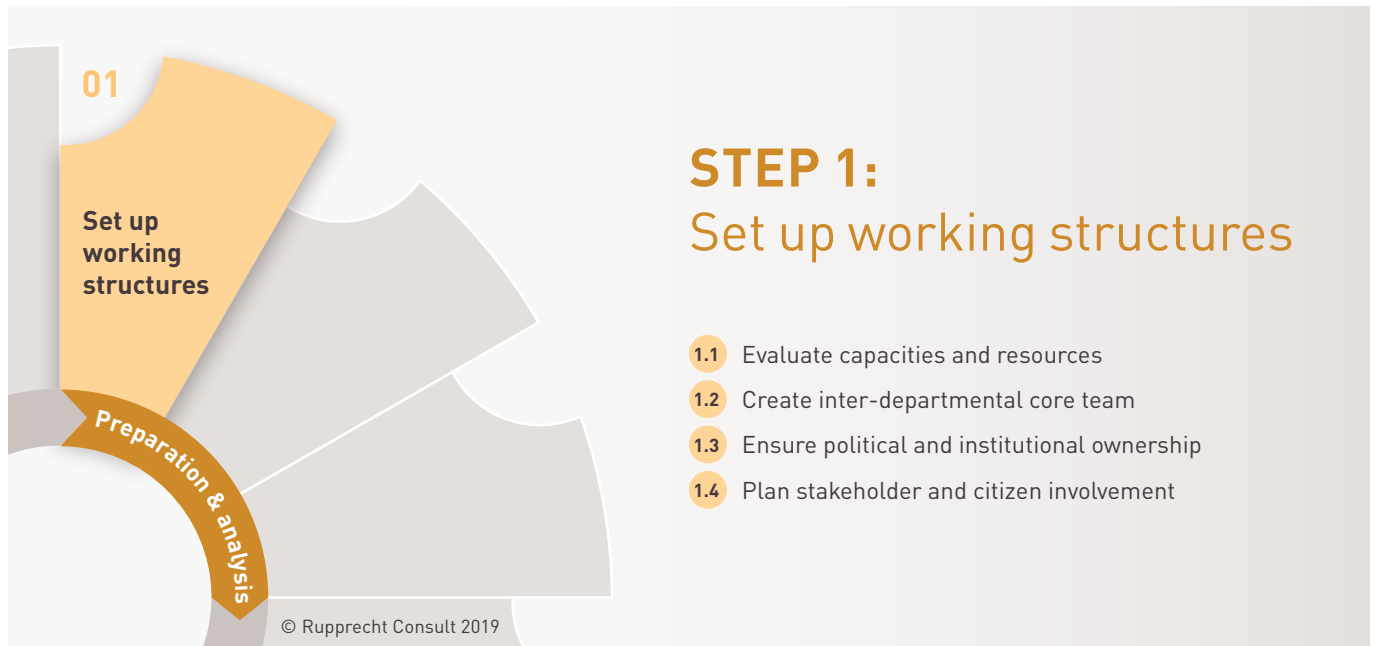 01
Set up
working
structures
Preparation & analysis
© Rupprecht Consult 2019
STEP 1:
Set up working structures
1.1 Evaluate capacities and resources
1.2 Create inter-departmental core team
1.3 Ensure political and institutional ownership
1.4 Plan stakeholder and citizen involvement